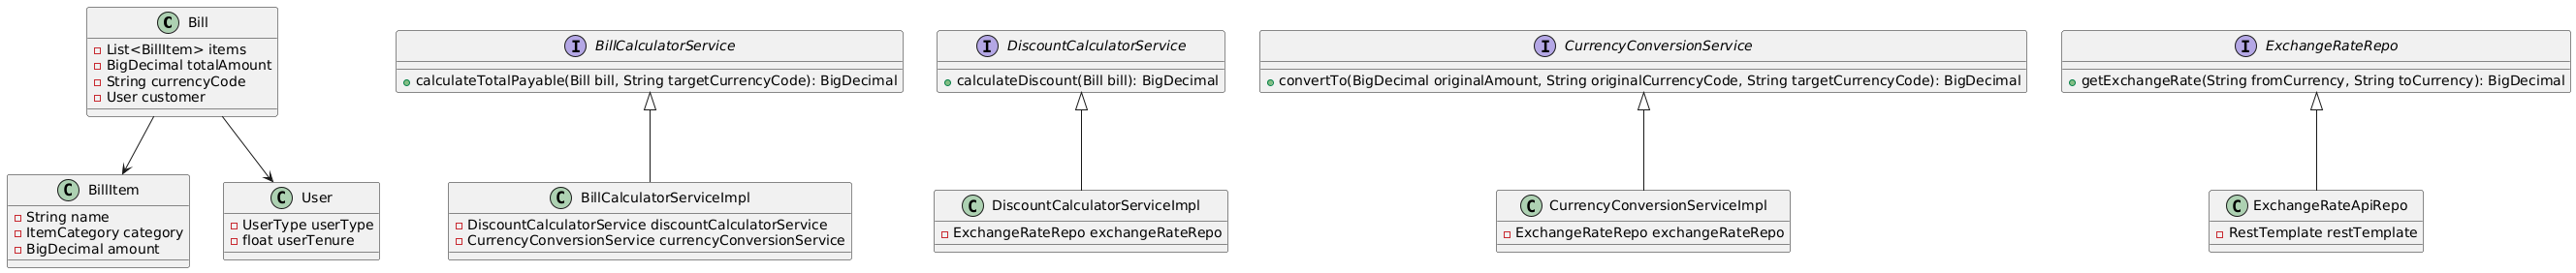 C Bill
List<BillItem> items
BigDecimal totalAmount
String currencyCode
User customer
I BillCalculatorService
calculateTotalPayable(Bill bill, String targetCurrencyCode): BigDecimal
I DiscountCalculatorService
calculateDiscount(Bill bill): BigDecimal
I CurrencyConversionService
convertTo(BigDecimal originalAmount, String originalCurrencyCode, String targetCurrencyCode): BigDecimal
I ExchangeRateRepo
getExchangeRate(String fromCurrency, String toCurrency): BigDecimal
C BillItem
String name
ItemCategory category
BigDecimal amount
C User
UserType userType
float userTenure
C BillCalculatorServiceImpl
DiscountCalculatorService discountCalculatorService
CurrencyConversionService currencyConversionService
C DiscountCalculatorServiceImpl
ExchangeRateRepo exchangeRateRepo
C CurrencyConversionServiceImpl
ExchangeRateRepo exchangeRateRepo
C ExchangeRateApiRepo
RestTemplate restTemplate